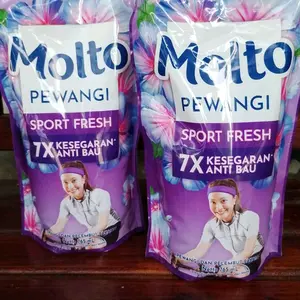 Molto
PEWANGI
SPORT FRESH
7X KESEGARAN*
ANTI BAU
Molto
PEWANGI
SPORT FRESH
7X KESEGARAN*
ANTI BAU